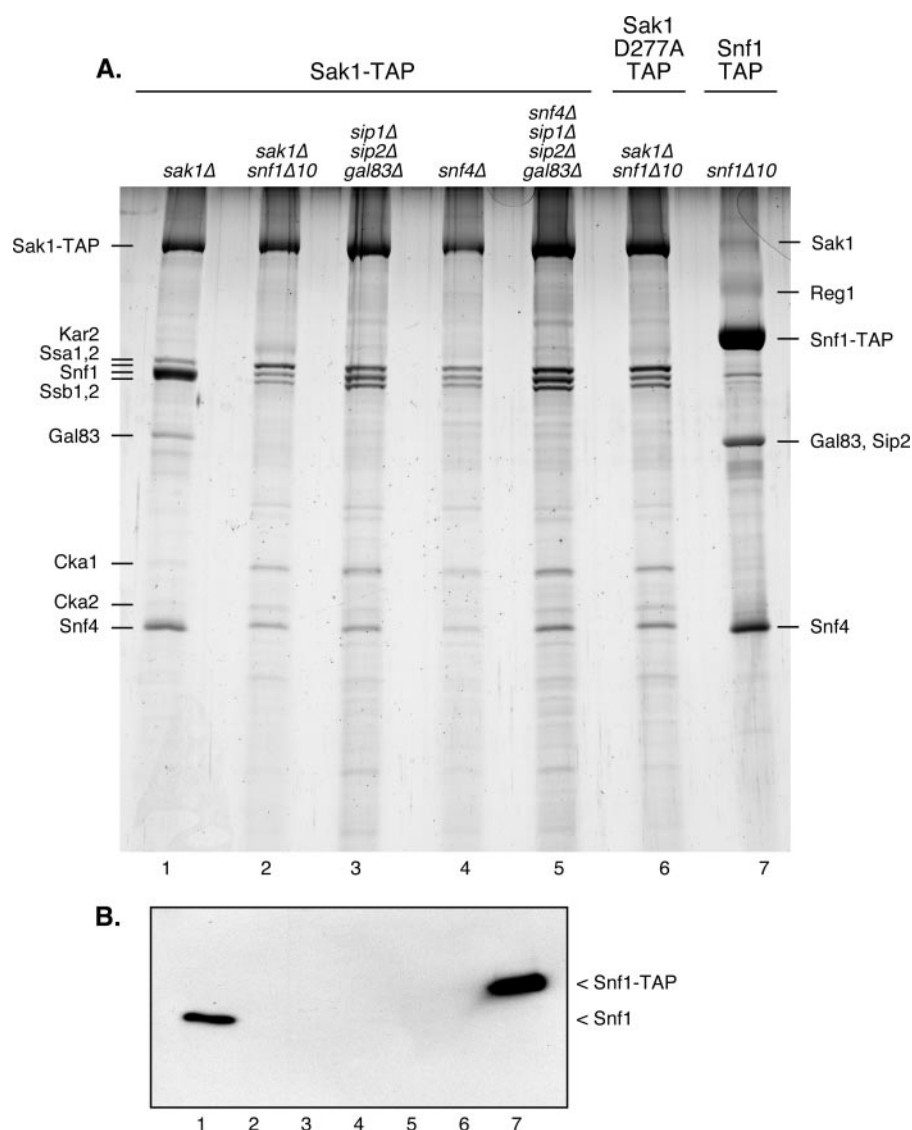 A.
Sak1-TAP
Sak1
D277A
TAP
Snf1
TAP
sak1Δ
sak1Δ
snf1Δ10
sip1Δ
sip2Δ
gal83Δ
snf4Δ
snf4Δ
sip1Δ
sip2Δ
gal83Δ
sak1Δ
snf1Δ10
snf1Δ10
Sak1-TAP
Kar2
Ssa1,2
Snf1
Ssb1,2
Gal83
Cka1
Cka2
Snf4
Sak1
Reg1
Snf1-TAP
Gal83, Sip2
Snf4
1 2 3 4 5 6 7
B.
< Snf1-TAP
< Snf1
1 2 3 4 5 6 7